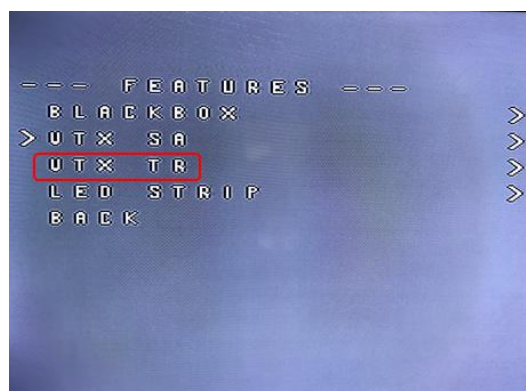 --- FEATURES ---
BLACKBOX >
> VTX SA >
VTX TR >
LED STRIP >
BACK